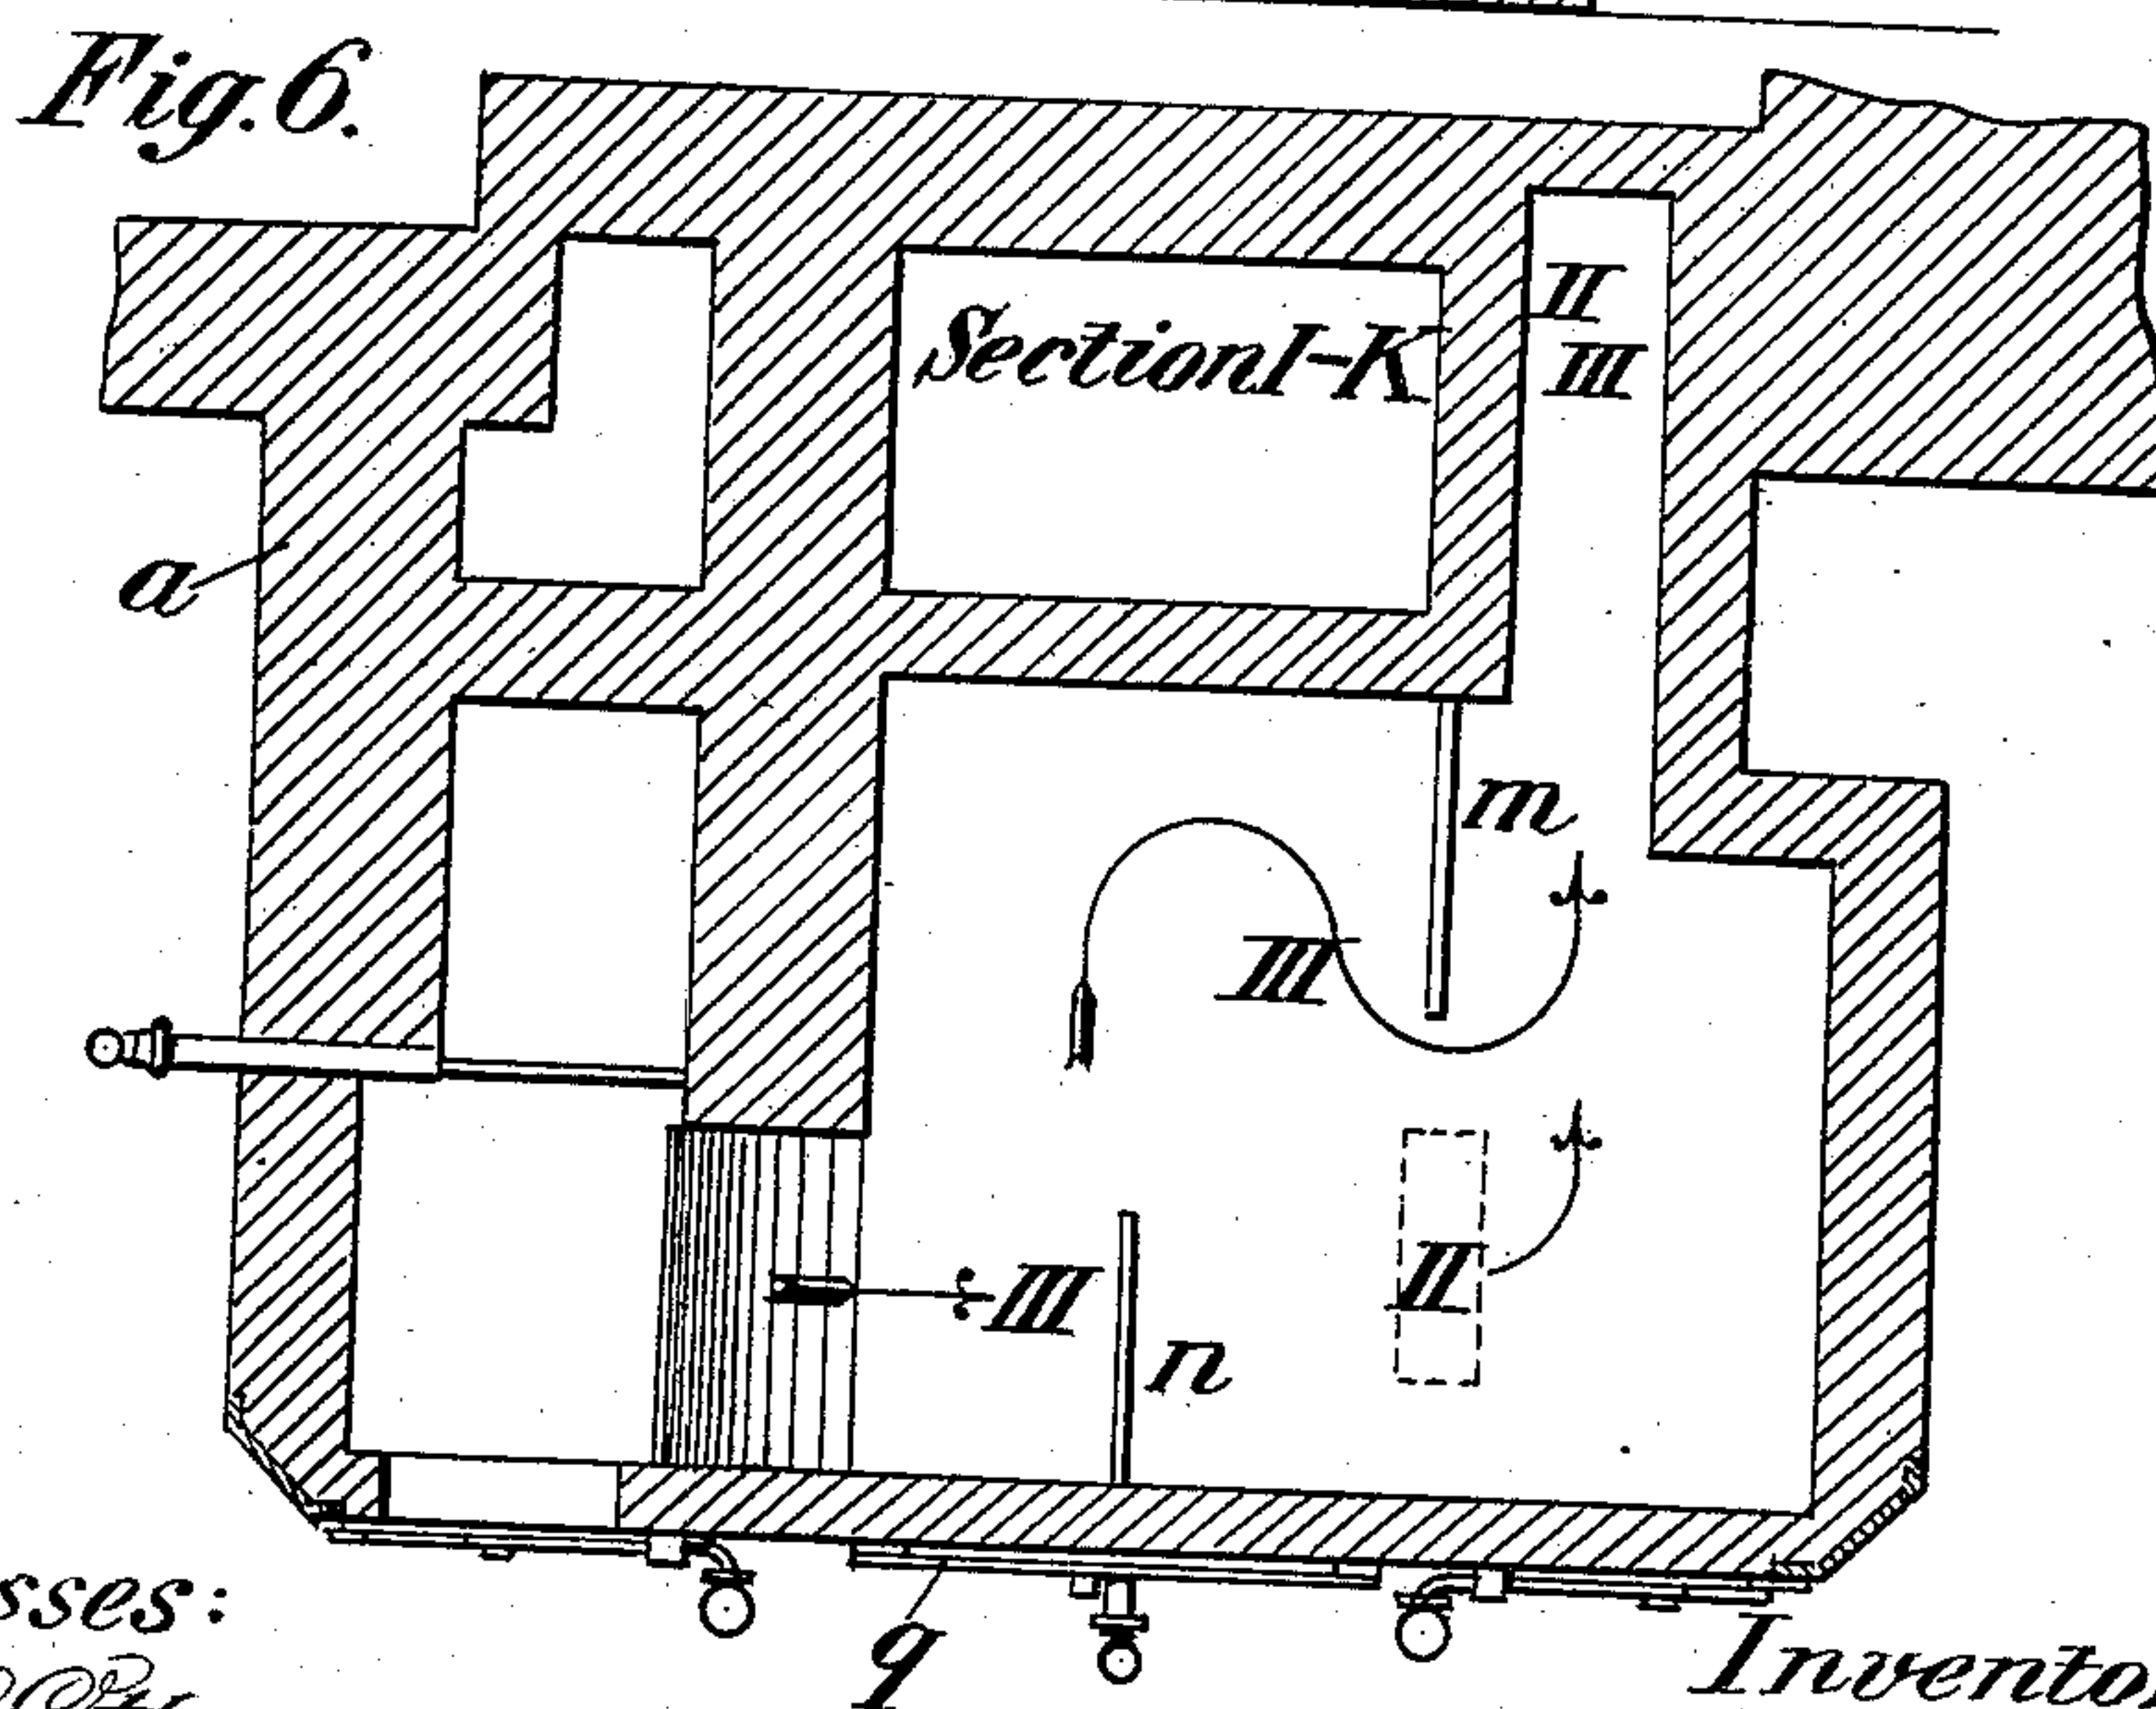 Fig. 6.
II
III
Section I-K
a
m
III
II
III
n
q
sses:
Invento